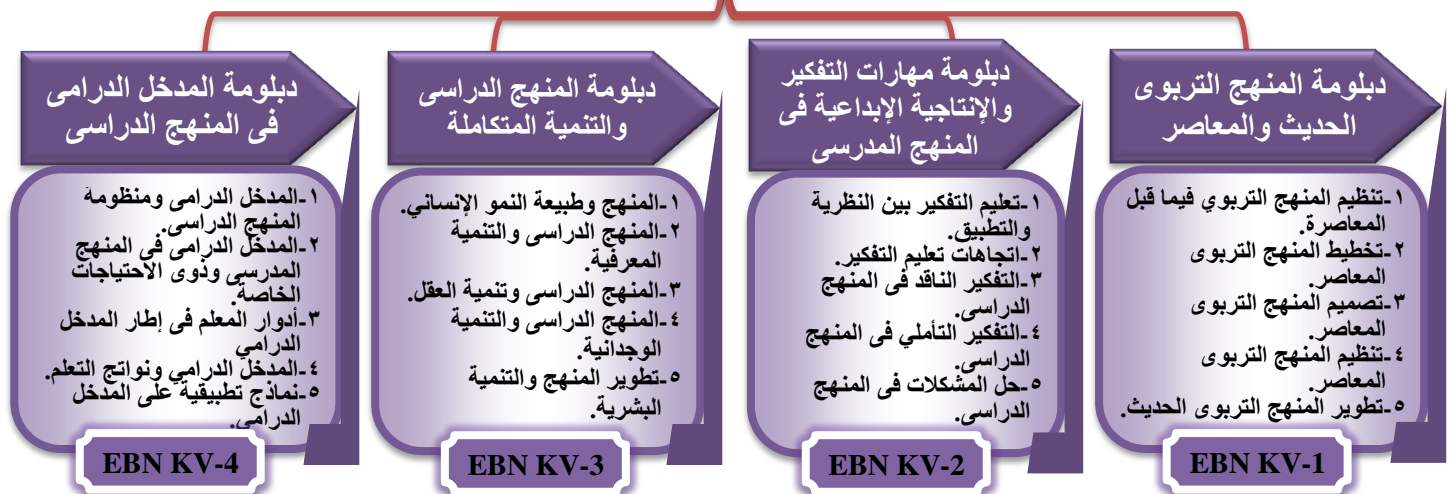 دبلومة المنهج التربوى
الحديث والمعاصر
١-تنظيم المنهج التربوي فيما قبل
المعاصرة.
٢-تخطيط المنهج التربوى
المعاصر.
٣-تصميم المنهج التربوى
المعاصر.
٤-تنظيم المنهج التربوى
المعاصر.
٥-تطوير المنهج التربوى الحديث.
EBN KV-1
دبلومة مهارات التفكير
والإنتاجية الإبداعية فى
المنهج المدرسى
١-تعليم التفكير بين النظرية
والتطبيق.
٢-اتجاهات تعليم التفكير.
٣-التفكير الناقد فى المنهج
الدراسى.
٤-التفكير التأملي فى المنهج
الدراسى.
٥-حل المشكلات فى المنهج
الدراسى.
EBN KV-2
دبلومة المنهج الدراسى
والتنمية المتكاملة
١-المنهج وطبيعة النمو الإنساني.
٢-المنهج الدراسى والتنمية
المعرفية.
٣-المنهج الدراسى وتنمية العقل.
٤-المنهج الدراسى والتنمية
الوجدانية.
٥-تطوير المنهج والتنمية
البشرية.
EBN KV-3
دبلومة المدخل الدرامى
فى المنهج الدراسى
١-المدخل الدرامى ومنظومة
المنهج الدراسى.
٢-المدخل الدرامى فى المنهج
المدرسى وذوى الاحتياجات
الخاصة.
٣-أدوار المعلم فى إطار المدخل
الدرامي
٤-المدخل الدرامي ونواتج التعلم.
٥-نماذج تطبيقية على المدخل
الدرامى.
EBN KV-4